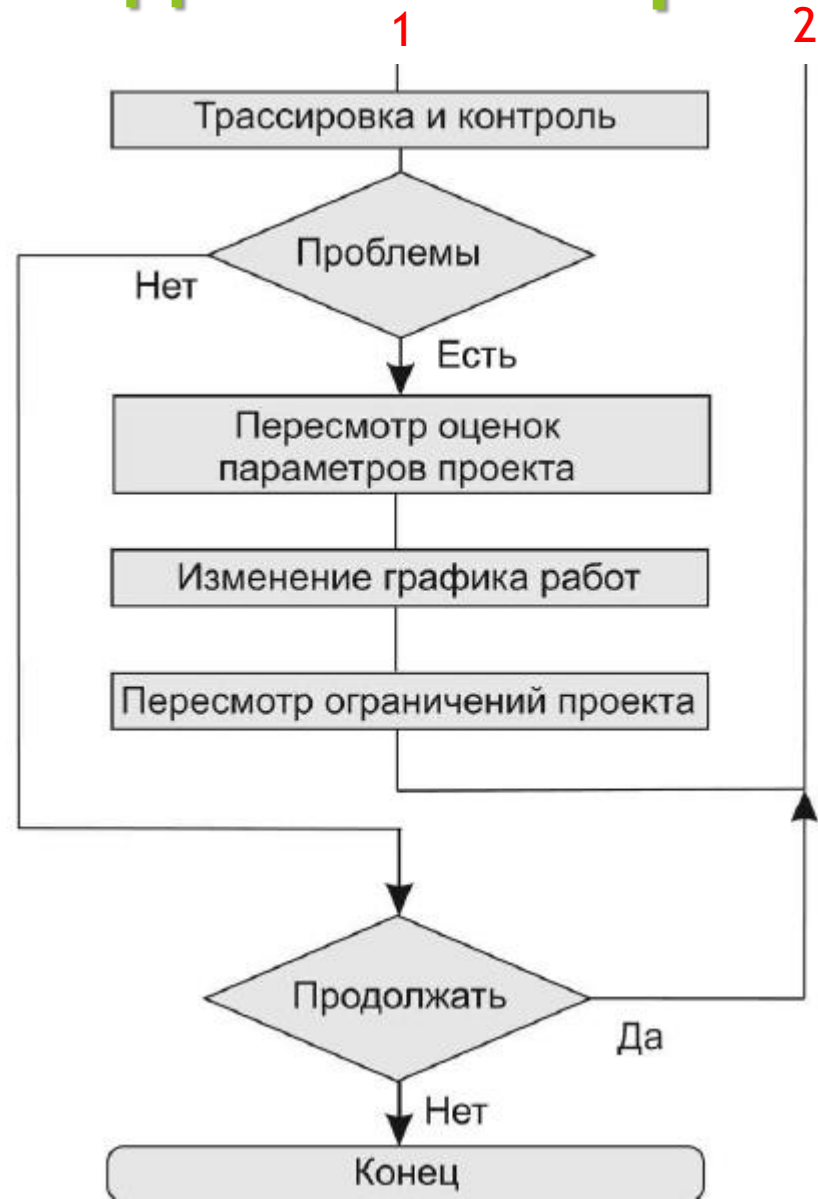 1
2
Трассировка и контроль
Проблемы
Нет
Есть
Пересмотр оценок
параметров проекта
Изменение графика работ
Пересмотр ограничений проекта
Продолжать
Да
Нет
Конец